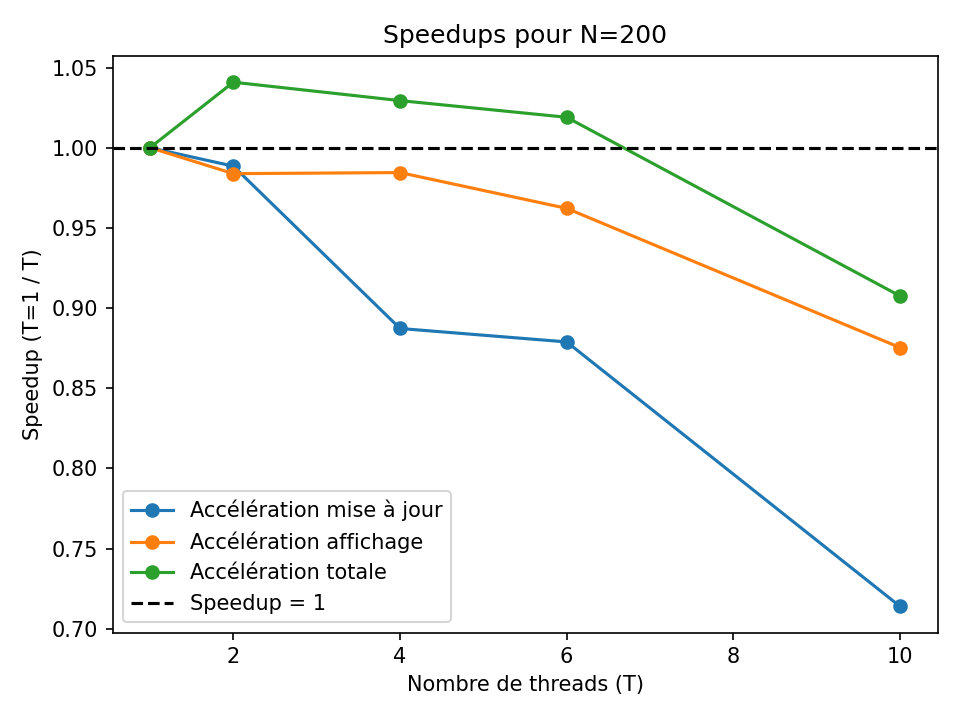 Speedups pour N=200
Speedup (T=1 / T)
1.05
1.00
0.95
0.90
0.85
0.80
0.75
0.70
Accélération mise à jour
Accélération affichage
Accélération totale
Speedup = 1
2 4 6 8 10
Nombre de threads (T)